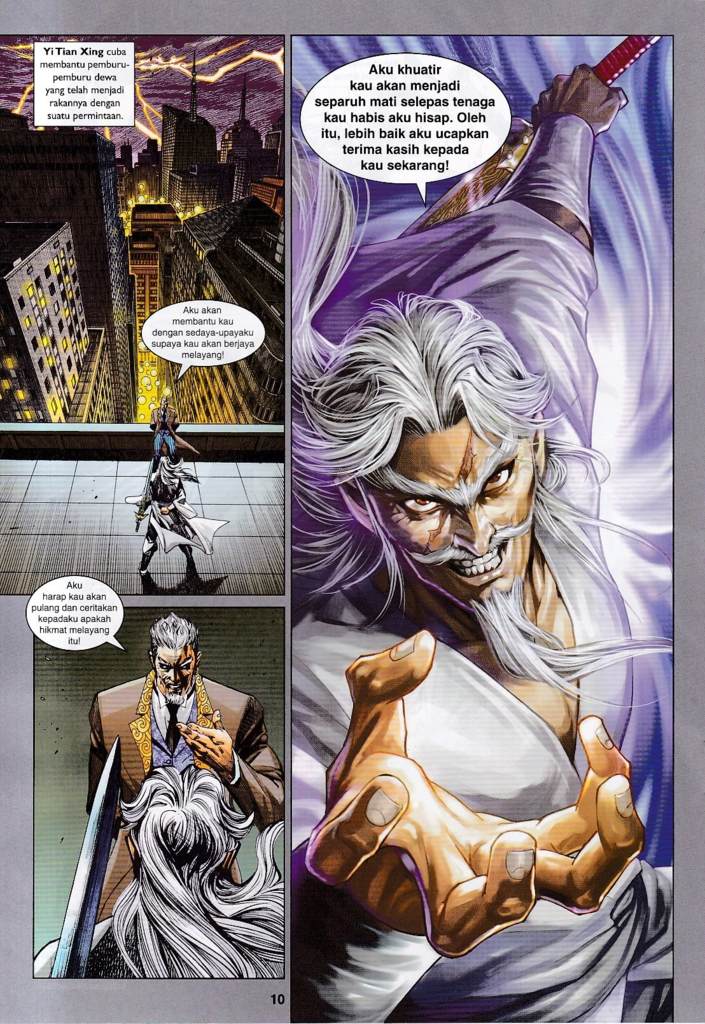 Yi Tian Xing cuba
membantu pemburu-
pemburu dewa
yang telah menjadi
rakannya dengan
suatu permintaan.
Aku akan
membantu kau
dengan sedaya-upayaku
supaya kau akan berjaya
melayang!
Aku
harap kau akan
pulang dan ceritakan
kepadaku apakah
hikmat melayang
itu!
Aku khuatir
kau akan menjadi
separuh mati selepas tenaga
kau habis aku hisap. Oleh
itu, lebih baik aku ucapkan
terima kasih kepada
kau sekarang!
10